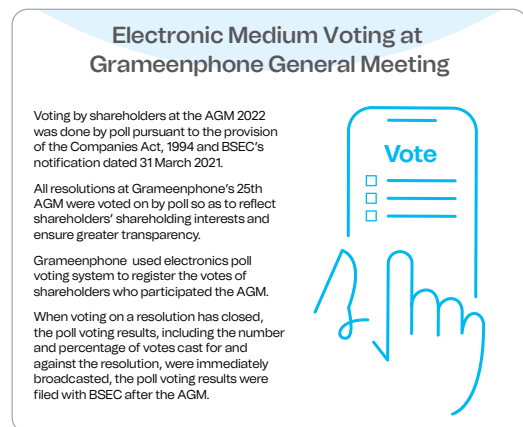 Electronic Medium Voting at
Grameenphone General Meeting
Voting by shareholders at the AGM 2022
was done by poll pursuant to the provision
of the Companies Act, 1994 and BSEC's
notification dated 31 March 2021.
All resolutions at Grameenphone's 25th
AGM were voted on by poll so as to reflect
shareholders' shareholding interests and
ensure greater transparency.
Grameenphone used electronics poll
voting system to register the votes of
shareholders who participated the AGM.
When voting on a resolution has closed,
the poll voting results, including the number
and percentage of votes cast for and
against the resolution, were immediately
broadcasted, the poll voting results were
filed with BSEC after the AGM.
Vote